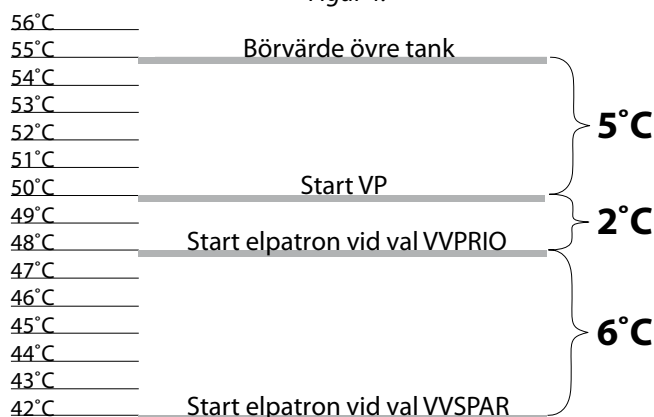 Figur 1.
56˚C
55˚C Börvärde övre tank
54˚C
53˚C
52˚C
5˚C
51˚C
50˚C Start VP
49˚C
2˚C
48˚C Start elpatron vid val VVPRIO
47˚C
46˚C
45˚C
6˚C
44˚C
43˚C
42˚C Start elpatron vid val VVSPAR